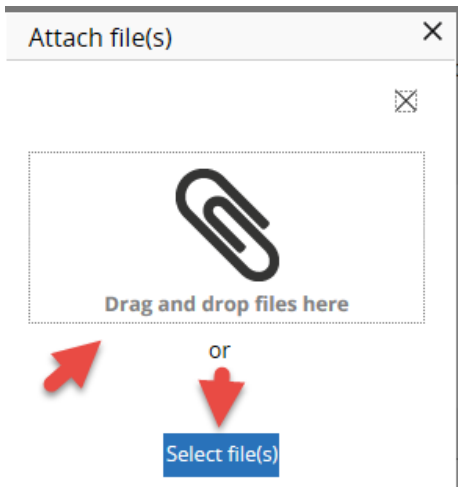 Attach file(s)
Drag and drop files here
or
Select file(s)